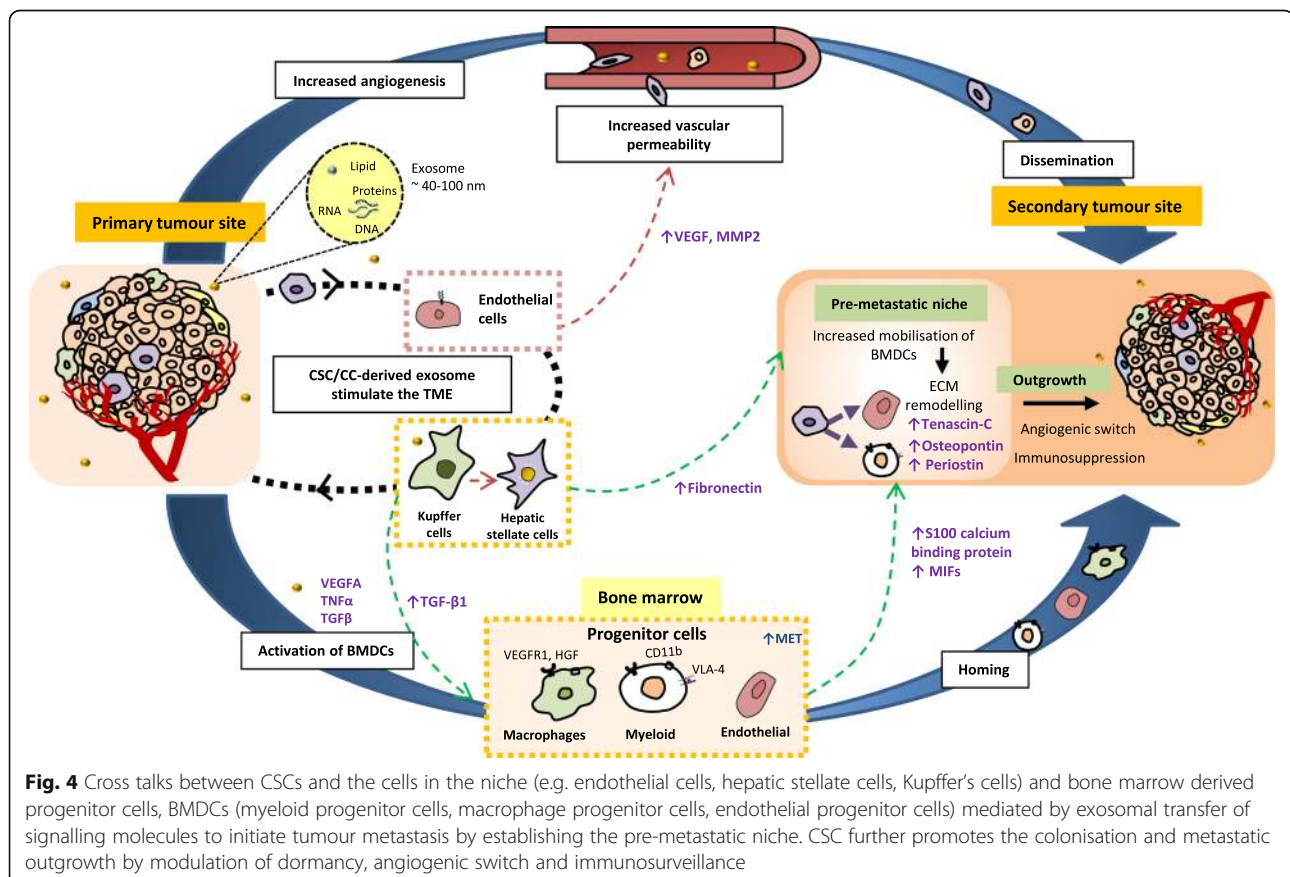 Increased angiogenesis
Increased vascular
permeability
Dissemination
Lipid
Proteins
RNA
DNA
Exosome
~ 40-100 nm
Primary tumour site
Secondary tumour site
↑VEGF, MMP2
Endothelial
cells
CSC/CC-derived exosome
stimulate the TME
Kupffer
cells
Hepatic
stellate cells
↑Fibronectin
Pre-metastatic niche
Increased mobilisation of
BMDCs
ECM
remodelling
↑Tenascin-C
↑Osteopontin
↑ Periostin
Outgrowth
Angiogenic switch
Immunosuppression
VEGFA
TNFα
TGFβ
↑TGF-β1
Activation of BMDCs
↑S100 calcium
binding protein
↑ MIFs
Homing
Bone marrow
Progenitor cells
↑MET
VEGFR1, HGF
CD11b
VLA-4
Macrophages
Myeloid
Endothelial
Fig. 4 Cross talks between CSCs and the cells in the niche (e.g. endothelial cells, hepatic stellate cells, Kupffer's cells) and bone marrow derived
progenitor cells, BMDCs (myeloid progenitor cells, macrophage progenitor cells, endothelial progenitor cells) mediated by exosomal transfer of
signalling molecules to initiate tumour metastasis by establishing the pre-metastatic niche. CSC further promotes the colonisation and metastatic
outgrowth by modulation of dormancy, angiogenic switch and immunosurveillance